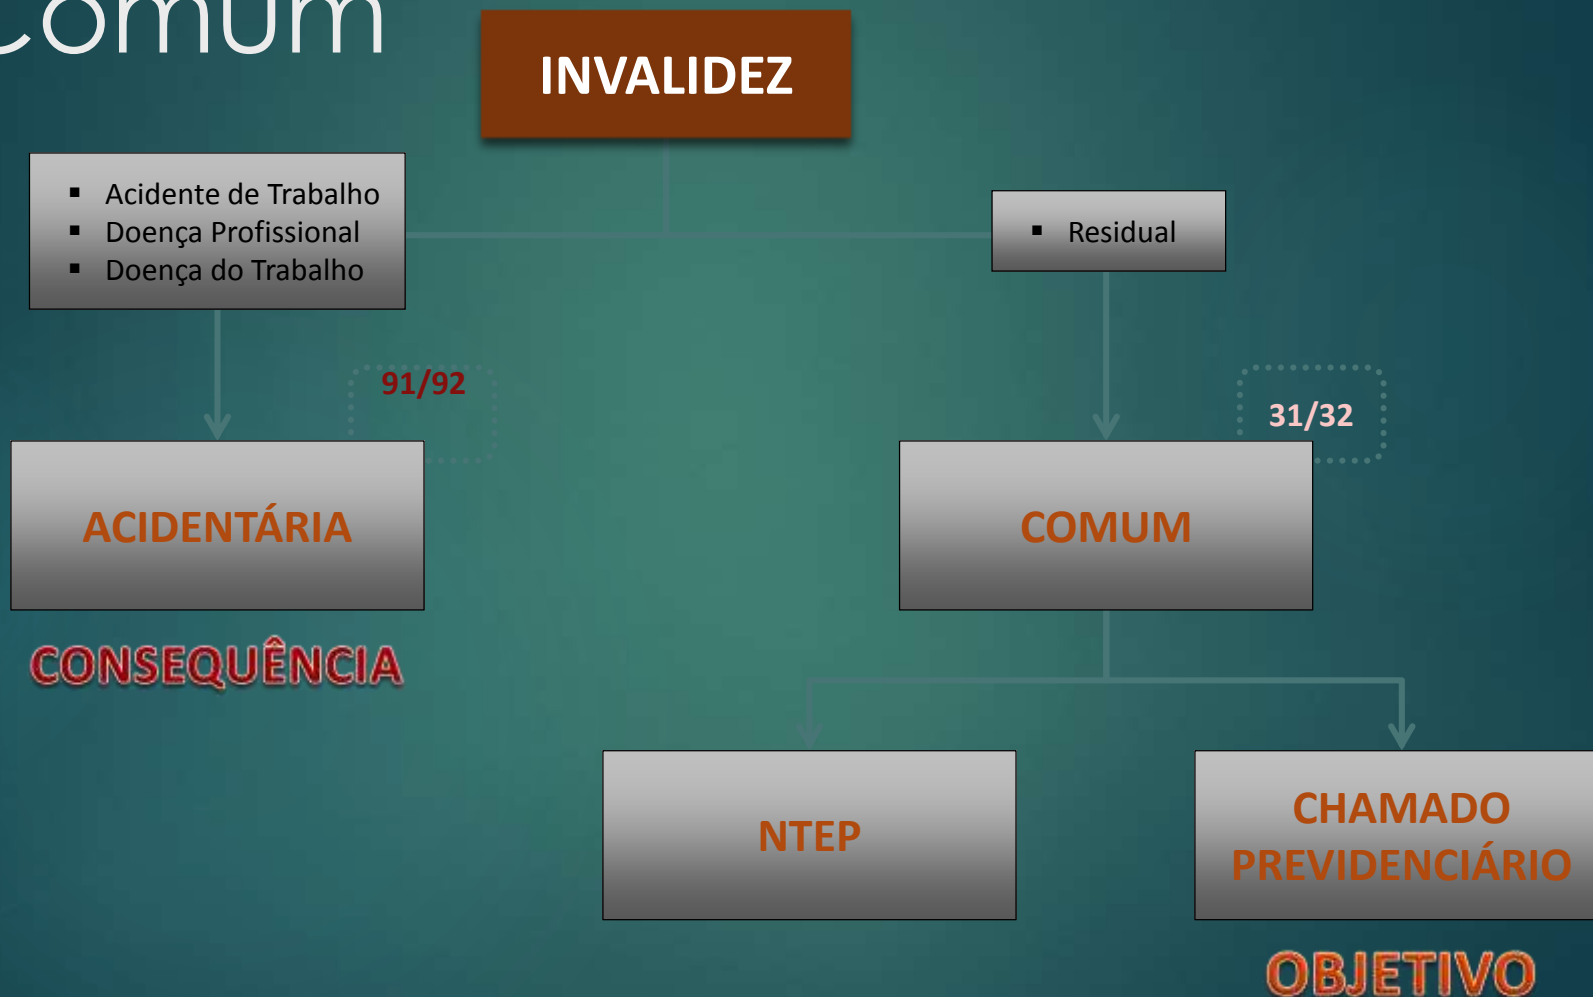 Comum
INVALIDEZ
▪ Acidente de Trabalho
▪ Doença Profissional
▪ Doença do Trabalho
▪ Residual
91/92
31/32
ACIDENTÁRIA
COMUM
CONSEQUÊNCIA
NTEP
CHAMADO
PREVIDENCIÁRIO
OBJETIVO